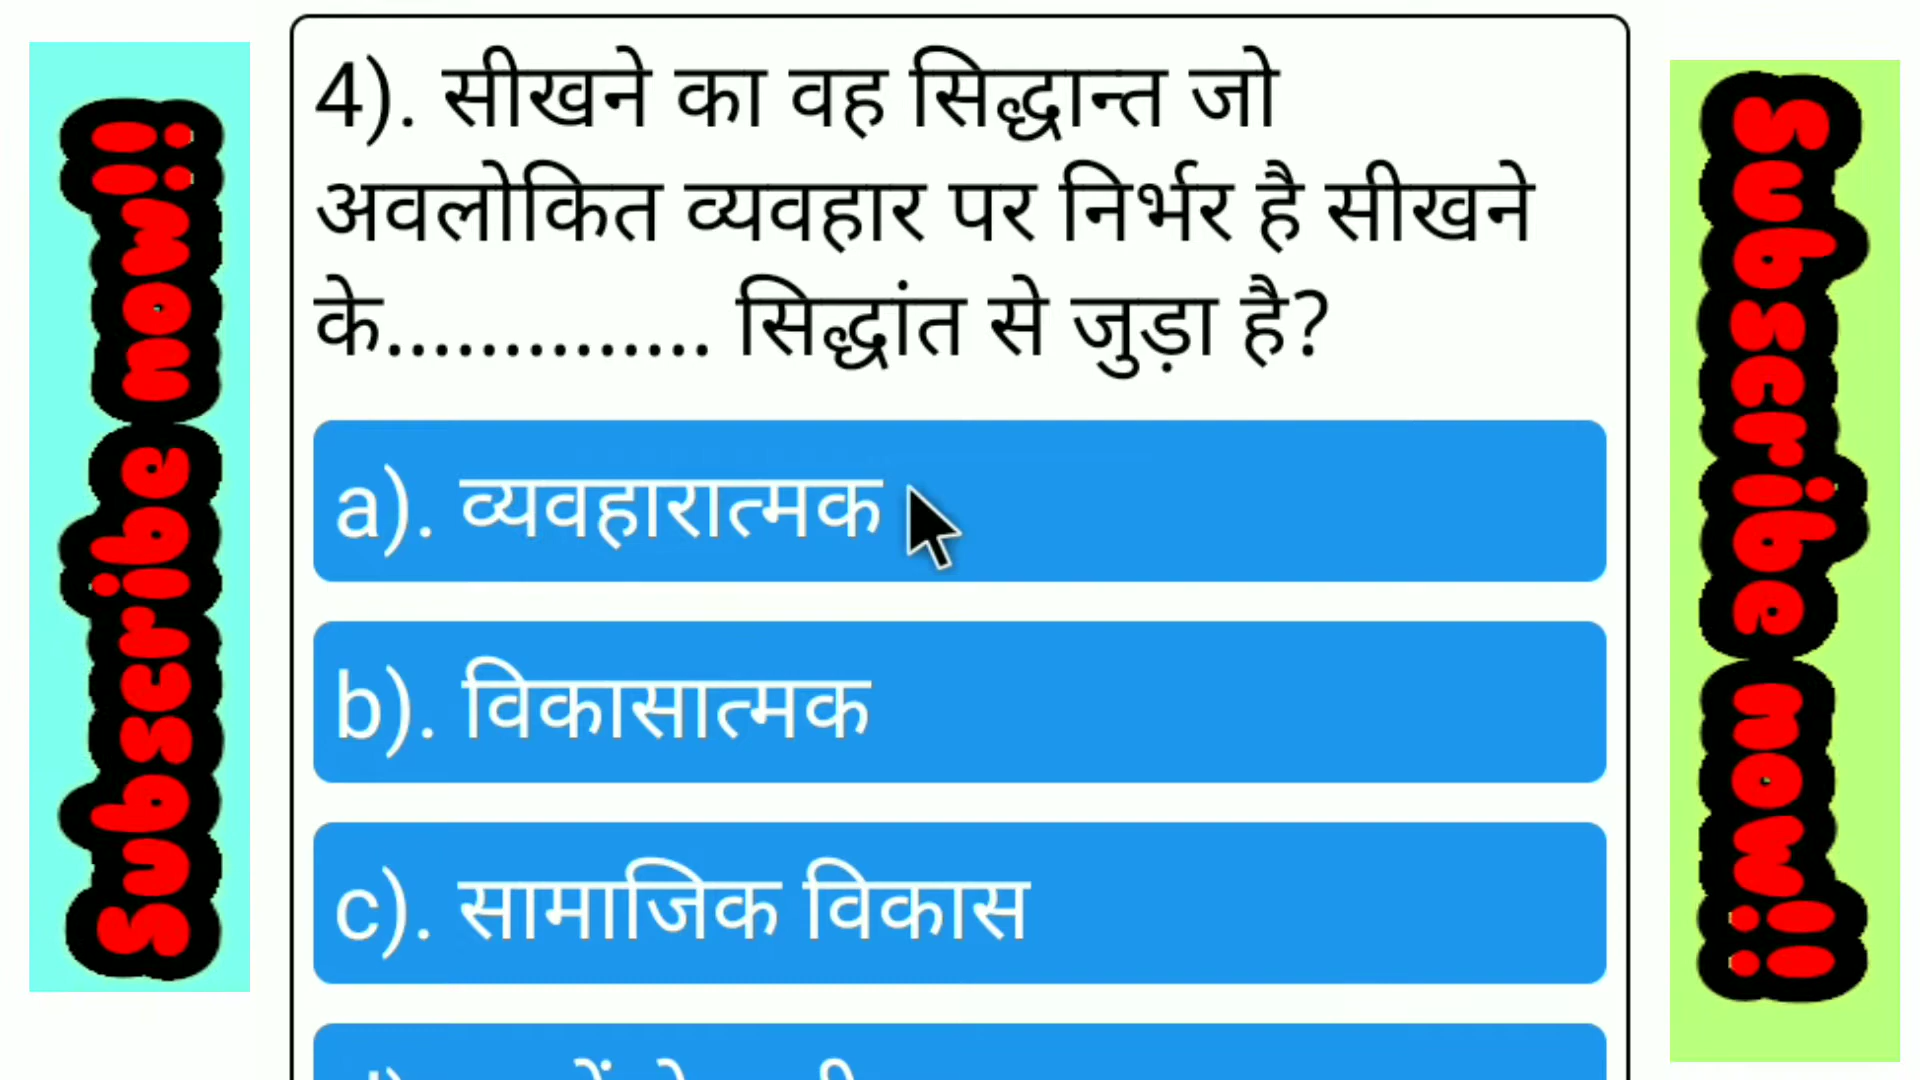 Subscribe now!!
4). सीखने का वह सिद्धान्त जो
अवलोकित व्यवहार पर निर्भर है सीखने
के.............. सिद्धांत से जुड़ा है?
a). व्यवहारात्मक
b). विकासात्मक
c). सामाजिक विकास
Subscribe now!!